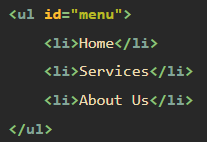 <ul id="menu">
<li>Home</li>
<li>Services</li>
<li>About Us</li>
</ul>